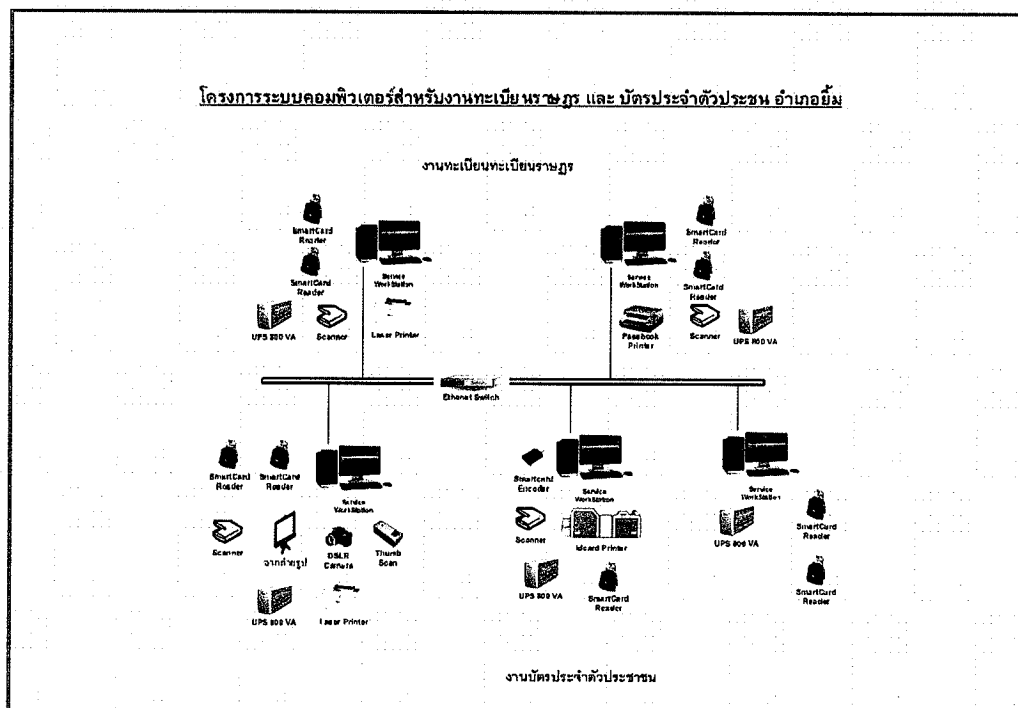 โครงการระบบคอมพิวเตอร์สำหรับงานทะเบียนราษฎร และ บัตรประจำตัวประชน อำเภอยิ้ม
งานทะเบียนทะเบียนราษฎร
SmartCard
Reader
SmartCard
Reader
Service
WorkStation
UPS 800 VA
Scanner
Laser Printer
SmartCard
Reader
SmartCard
Reader
Service
WorkStation
Passbook
Printer
Scanner
UPS 800 VA
Ethenet Switch
SmartCard
Reader
SmartCard
Reader
Service
WorkStation
Scanner
ฉากถ่ายรูป
DSLR
Camera
Thumb
Scan
UPS 800 VA
Laser Printer
Smartcard
Encoder
Service
WorkStation
Scanner
Idcard Printer
UPS 800 VA
SmartCard
Reader
Service
WorkStation
UPS 800 VA
SmartCard
Reader
SmartCard
Reader
งานบัตรประจำตัวประชาชน